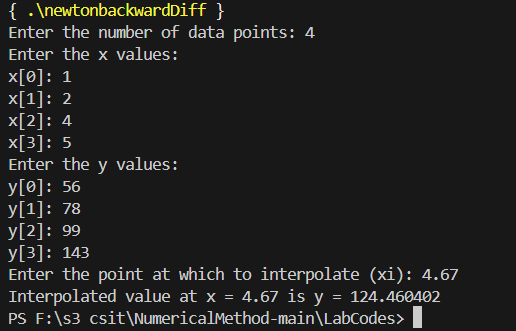 { .\newtonbackwardDiff }
Enter the number of data points: 4
Enter the x values:
x[0]: 1
x[1]: 2
x[2]: 4
x[3]: 5
Enter the y values:
y[0]: 56
y[1]: 78
y[2]: 99
y[3]: 143
Enter the point at which to interpolate (xi): 4.67
Interpolated value at x = 4.67 is y = 124.460402
PS F:\s3 csit\NumericalMethod-main\LabCodes>